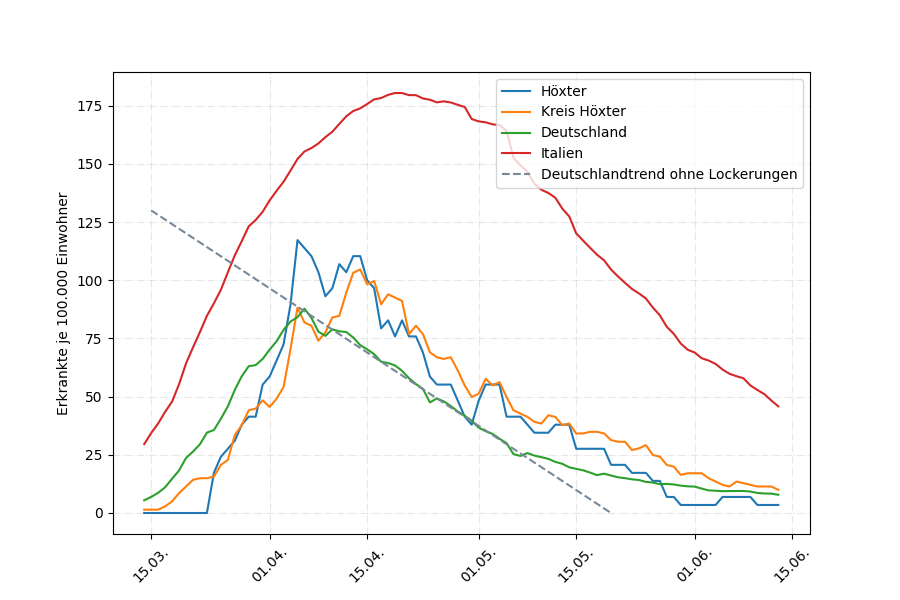 Höxter
Kreis Höxter
Deutschland
Italien
Deutschlandtrend ohne Lockerungen
Erkrankte je 100.000 Einwohner
175
150
125
100
75
50
25
0
15.03.
01.04.
15.04.
01.05.
15.05.
01.06.
15.06.